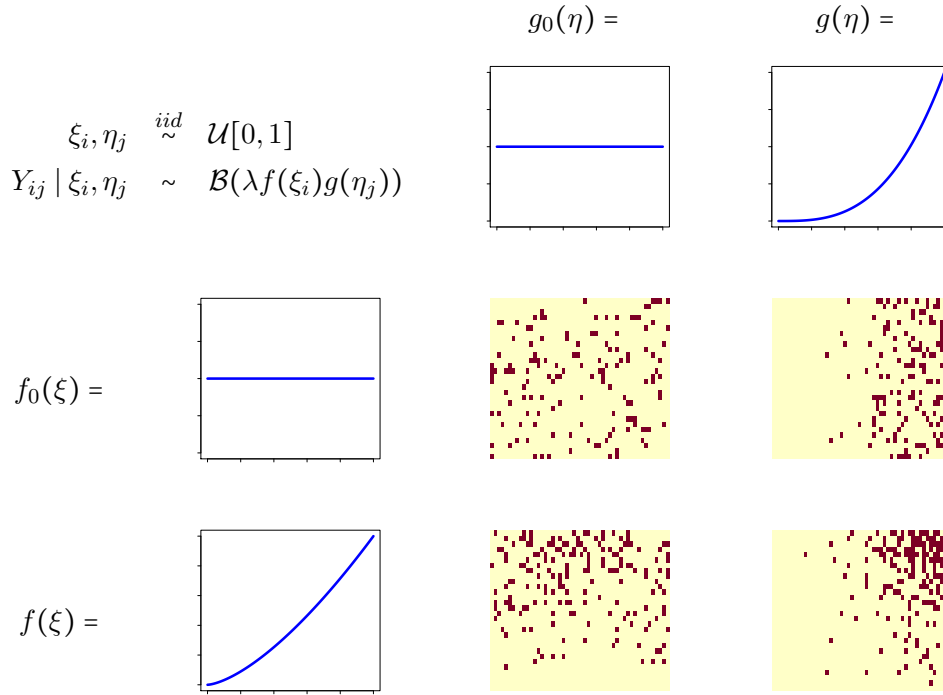 g₀(η) = g(η) =
ξᵢ, ηⱼ iid ∼ 𝒰[0, 1]
Yᵢⱼ | ξᵢ, ηⱼ ∼ ℬ(λf(ξᵢ)g(ηⱼ))
f₀(ξ) =
f(ξ) =